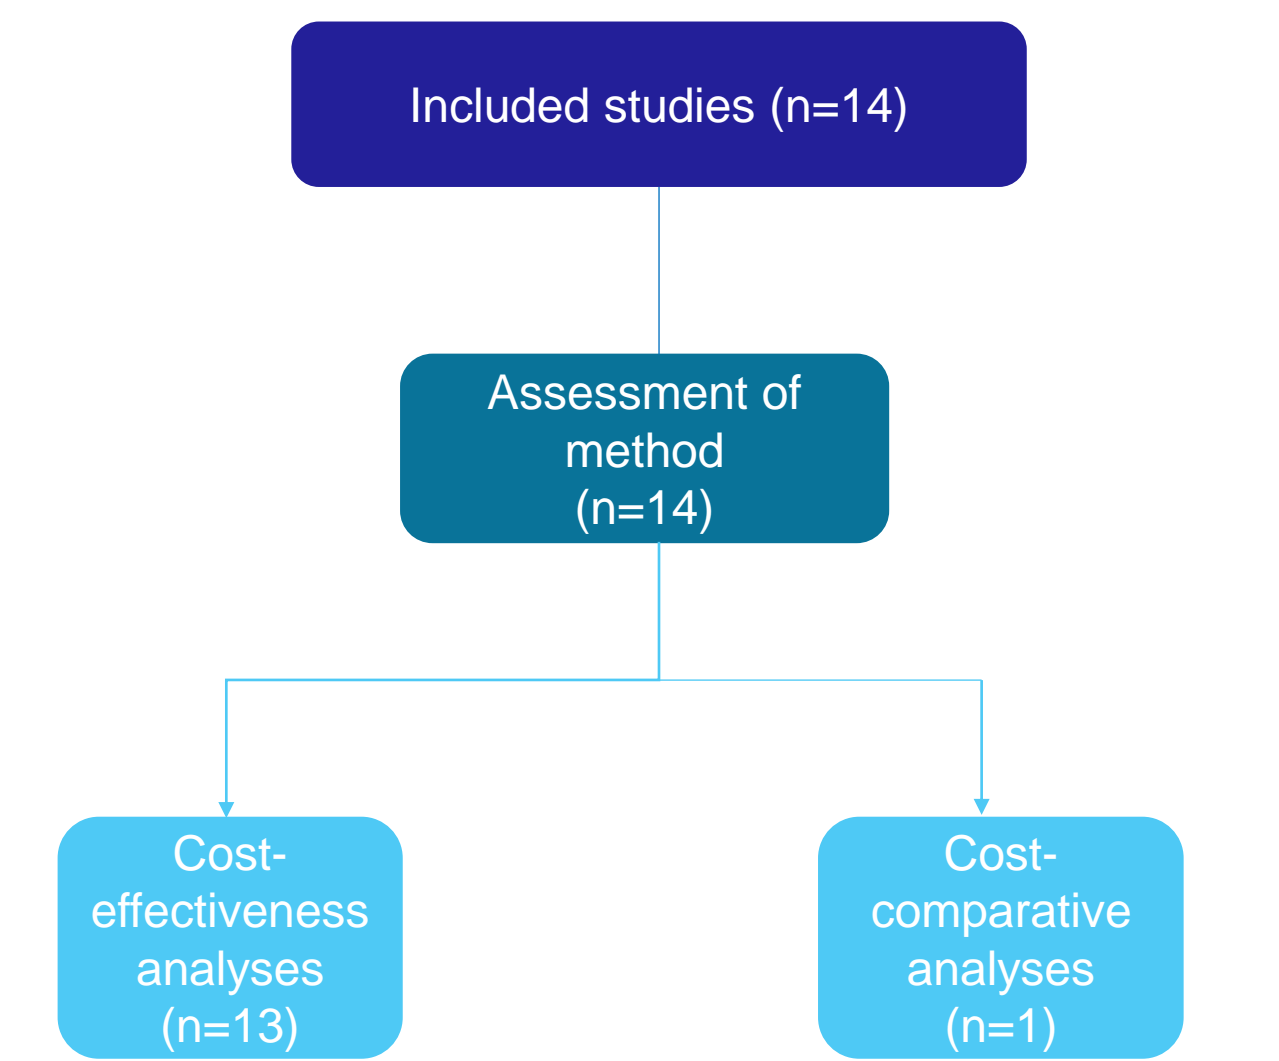 Included studies (n=14)
Assessment of
method
(n=14)
Cost-
effectiveness
analyses
(n=13)
Cost-
comparative
analyses
(n=1)